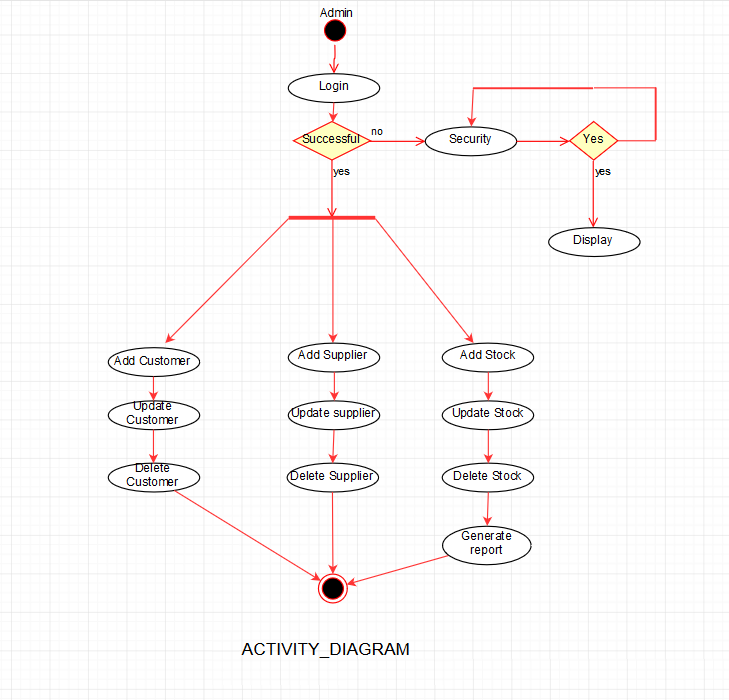 Admin
Login
Successful
no
Security
Yes
yes
yes
Display
Add Customer
Add Supplier
Add Stock
Update
Customer
Update supplier
Update Stock
Delete
Customer
Delete Supplier
Delete Stock
Generate
report
ACTIVITY_DIAGRAM